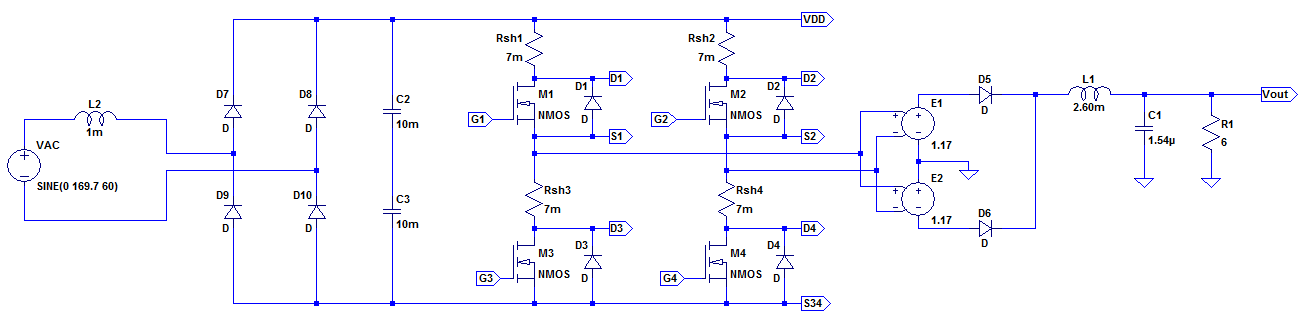 VDD
Rsh1
7m
Rsh2
7m
D1
D2
D7
D
D8
D
C2
10m
M1
NMOS
D1
D
M2
NMOS
D2
D
G1
G2
S1
S2
L2
1m
VAC
SINE(0 169.7 60)
D9
D
D10
D
C3
10m
Rsh3
7m
Rsh4
7m
D3
D4
M3
NMOS
D3
D
M4
NMOS
D4
D
G3
G4
S34
E1
1.17
E2
1.17
D5
D
D6
D
L1
2.60m
C1
1.54µ
R1
6
Vout